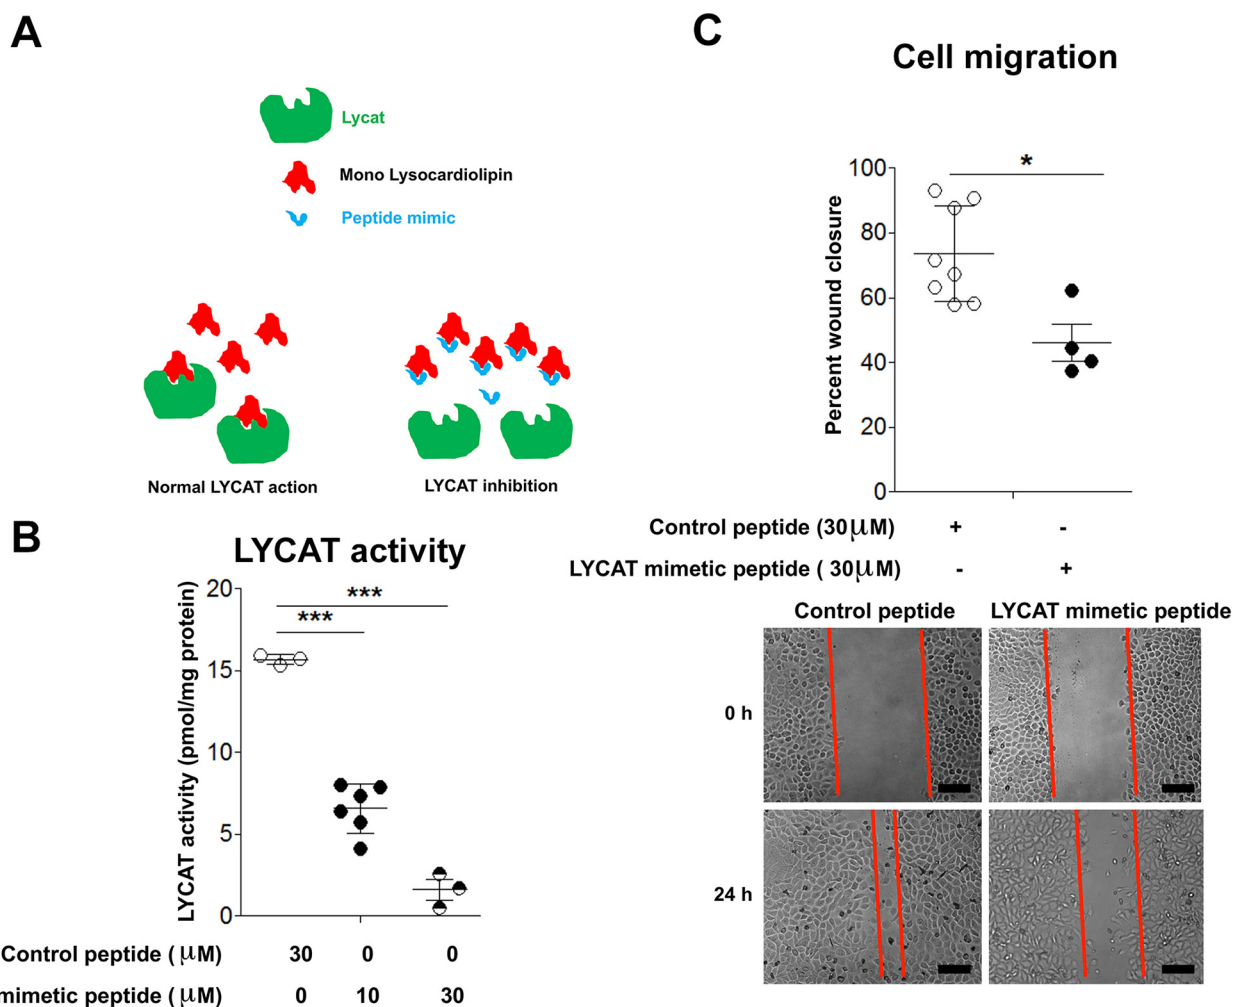 A
Lycat
Mono Lysocardiolipin
Peptide mimic
Normal LYCAT action
LYCAT inhibition
B
LYCAT activity
LYCAT activity (pmol/mg protein)
20
15
10
5
0
***
***
Control peptide ( μM) 30 0 0
mimetic peptide ( μM) 0 10 30
C
Cell migration
Percent wound closure
100
80
60
40
20
0
*
Control peptide (30μM) + -
LYCAT mimetic peptide ( 30μM) - +
Control peptide LYCAT mimetic peptide
0 h
24 h